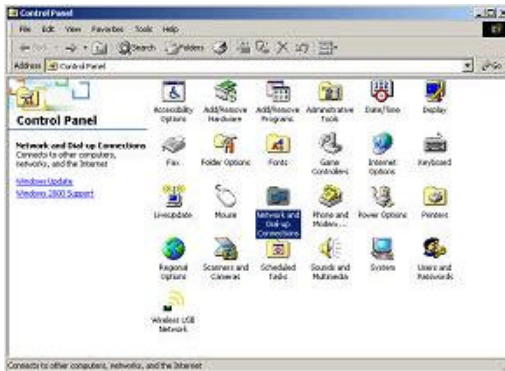 Control Panel
File Edit View Favorites Tools Help
Search Folders
Address Control Panel Go
Control Panel
Network and Dial-up Connections
Connects to other computers,
networks, and the Internet
Windows Update
Windows 2000 Support
Accessibility
Options
Add/Remove
Hardware
Add/Remove
Programs
Administrative
Tools
Date/Time
Display
Fax
Folder Options
Fonts
Game
Controllers
Internet
Options
Keyboard
LiveUpdate
Mouse
Network and
Dial-up
Connections
Phone and
Modem ...
Power Options
Printers
Regional
Options
Scanners and
Cameras
Scheduled
Tasks
Sounds and
Multimedia
System
Users and
Passwords
Wireless USB
Network
Connects to other computers, networks, and the Internet